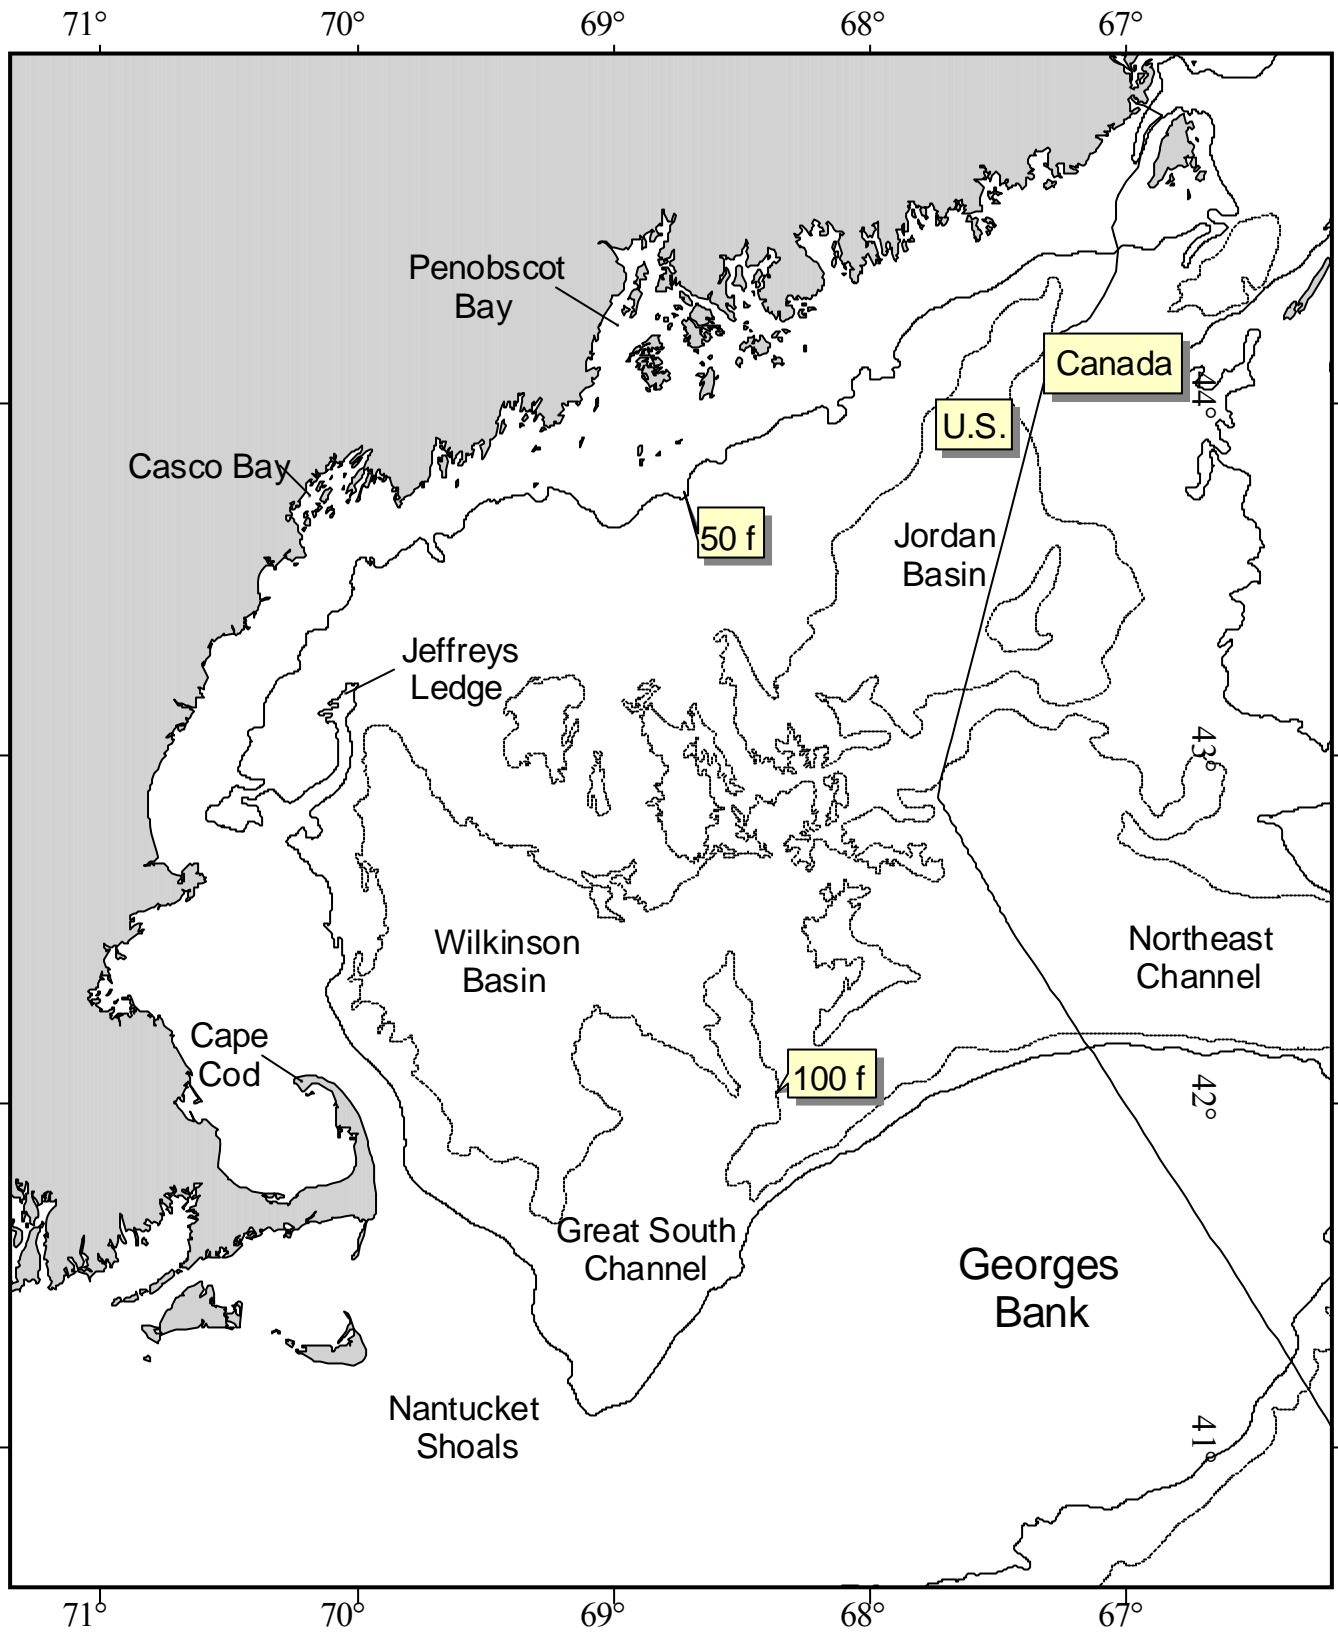 71° 70° 69° 68° 67°
Penobscot
Bay
Canada
44°
U.S.
Casco Bay
50 f
Jordan
Basin
Jeffreys
Ledge
43°
Wilkinson
Basin
Northeast
Channel
Cape
Cod
100 f
42°
Great South
Channel
Georges
Bank
Nantucket
Shoals
41°
71° 70° 69° 68° 67°